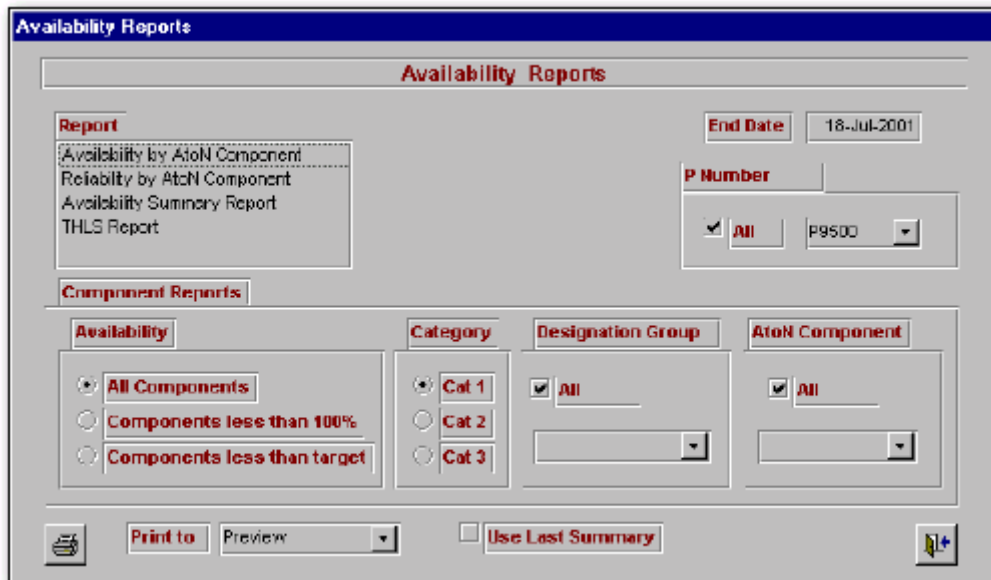 Availability Reports
Availability Reports
Report
Availability by AtoN Component
Reliability by AtoN Component
Availability Summary Report
THLS Report
End Date 18-Jul-2001
P Number
All P9500
Component Reports
Availability
All Components
Components less than 100%
Components less than target
Category
Cat 1
Cat 2
Cat 3
Designation Group
All
AtoN Component
All
Print to Preview
Use Last Summary